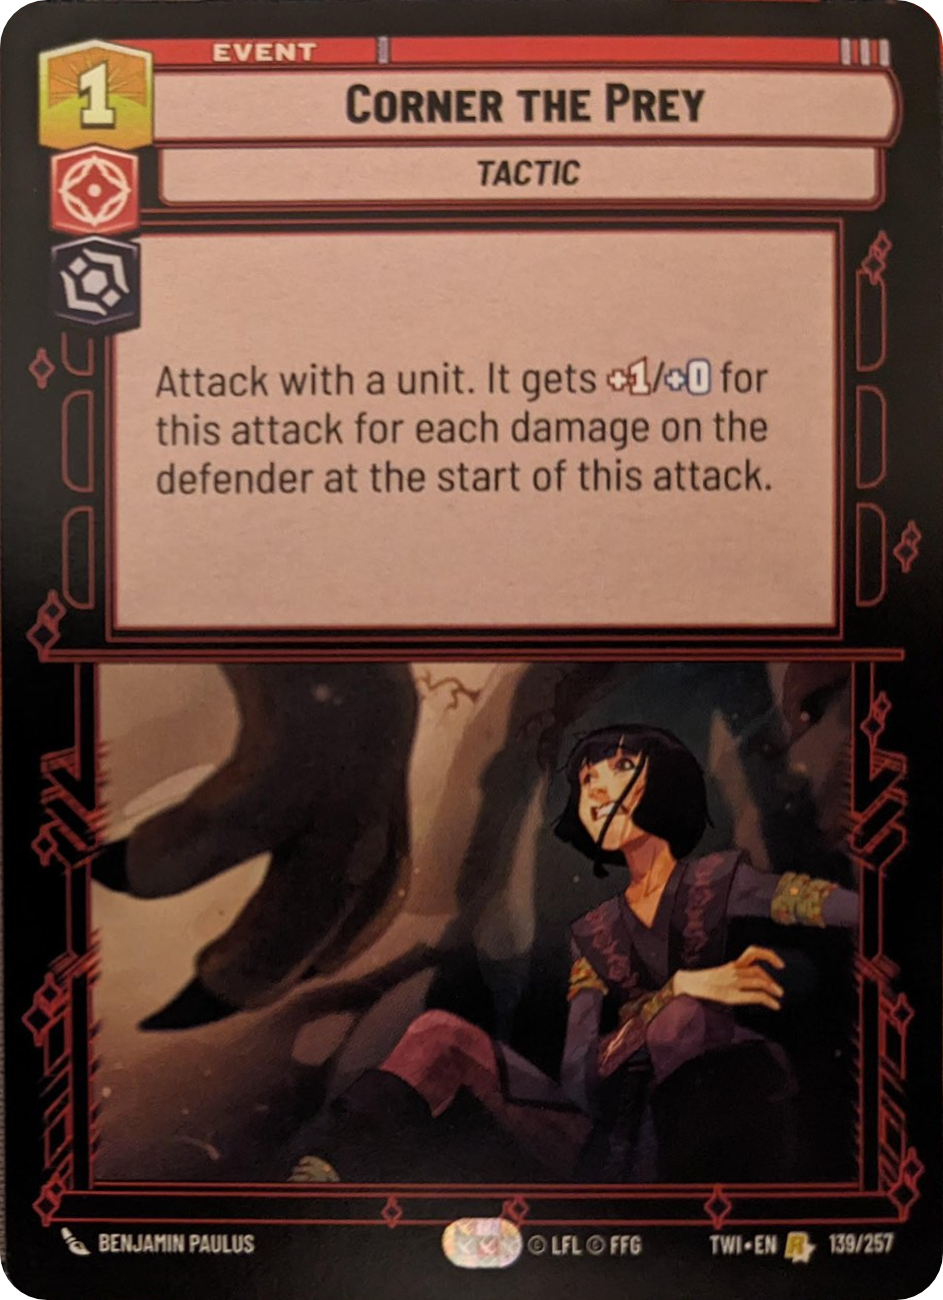 EVENT
1
CORNER THE PREY
TACTIC
Attack with a unit. It gets +1/+0 for
this attack for each damage on the
defender at the start of this attack.
BENJAMIN PAULUS
© LFL © FFG
TWI•EN R 139/257